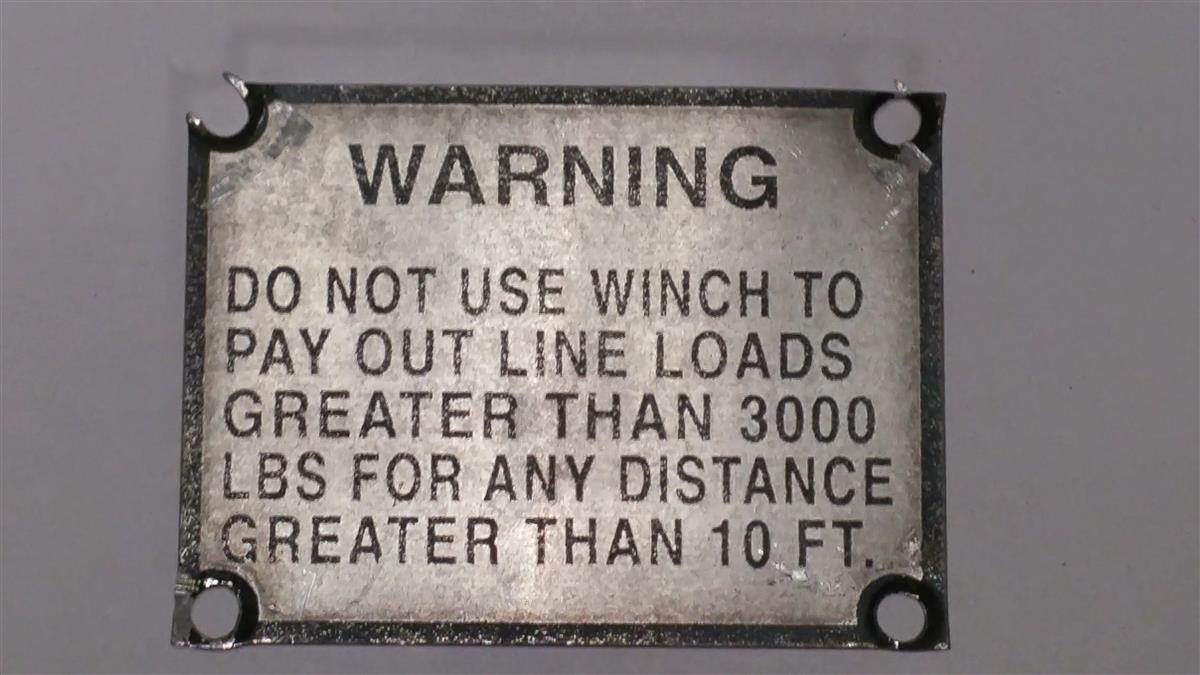 WARNING
DO NOT USE WINCH TO
PAY OUT LINE LOADS
GREATER THAN 3000
LBS FOR ANY DISTANCE
GREATER THAN 10 FT.